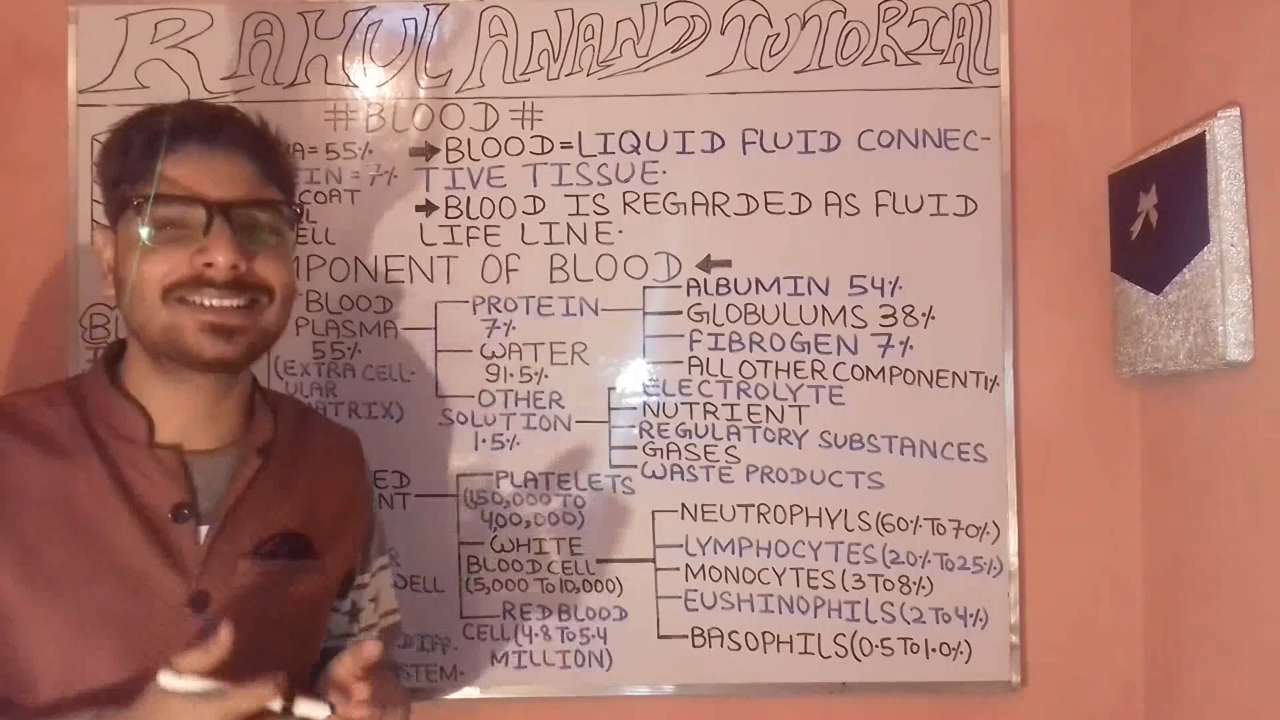 RAHUL ANAND TUTORIAL
#BLOOD#
A=55%
EIN=7%
COAT
ELL
➡BLOOD=LIQUID FLUID CONNEC-
TIVE TISSUE.
➡BLOOD IS REGARDED AS FLUID
LIFE LINE.
MPONENT OF BLOOD ⬅
BLOOD
PLASMA
55%
(EXTRA CELL-
ULAR
MATRIX)
PROTEIN
7%
WATER
91.5%
OTHER
SOLUTION
1.5%
ALBUMIN 54%
GLOBULUMS 38%
FIBROGEN 7%
ALL OTHER COMPONENT 1%
ELECTROLYTE
NUTRIENT
REGULATORY SUBSTANCES
GASES
WASTE PRODUCTS
ED
NT
PLATELETS
(150,000 TO
400,000)
WHITE
BLOOD CELL
(5,000 TO 10,000)
RED BLOOD
CELL(4.8 TO 5.4
MILLION)
NEUTROPHYLS(60% TO 70%)
LYMPHOCYTES(20% TO 25%)
MONOCYTES(3 TO 8%)
EUSHINOPHILS(2 TO 4%)
BASOPHILS(0.5 TO 1.0%)
DIFF-
STEM.